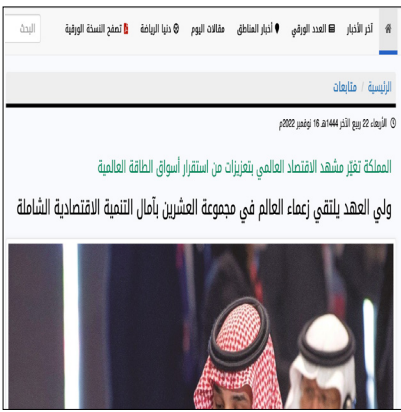 آخر الأخبار العدد الورقي أخبار المناطق مقالات اليوم دنيا الرياضة تصفح النسخة الورقية البحث
الرئيسية / متابعات
الأربعاء 22 ربيع الآخر 1444هـ 16 نوفمبر 2022م
المملكة تغيّر مشهد الاقتصاد العالمي بتعزيزات من استقرار أسواق الطاقة العالمية
ولي العهد يلتقي زعماء العالم في مجموعة العشرين بآمال التنمية الاقتصادية الشاملة